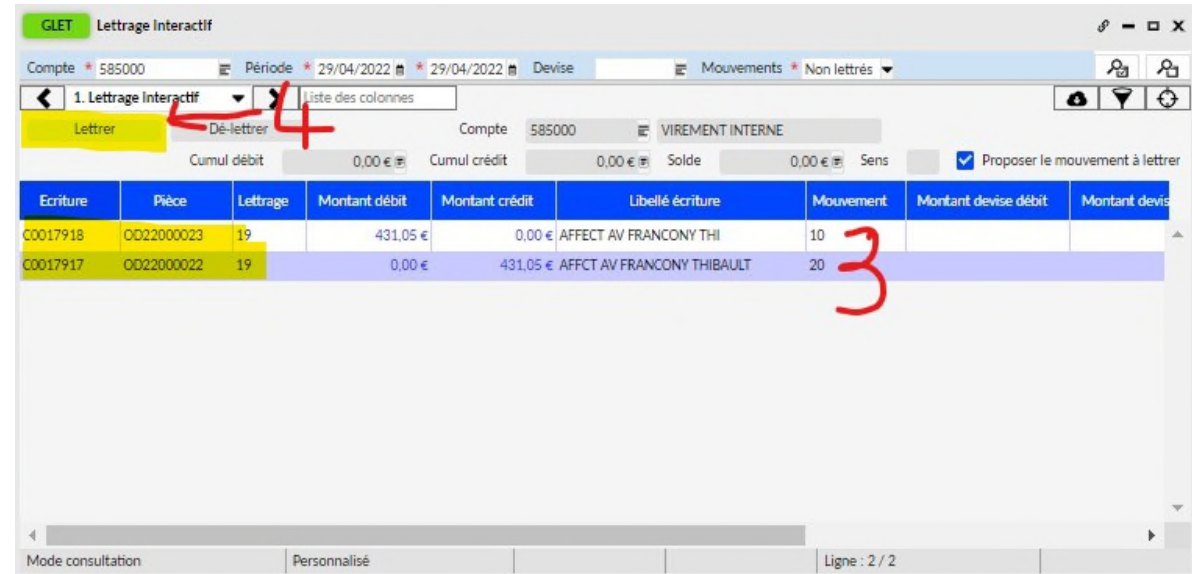 GLET Lettrage Interactif
Compte * 585000 Période * 29/04/2022 * 29/04/2022 Devise Mouvements * Non lettrés
1. Lettrage Interactif Liste des colonnes
4
Lettrer Dé-lettrer Compte 585000 VIREMENT INTERNE
Cumul débit 0,00 € Cumul crédit 0,00 € Solde 0,00 € Sens Proposer le mouvement à lettrer
Ecriture Pièce Lettrage Montant débit Montant crédit Libellé écriture Mouvement Montant devise débit Montant devis
C0017918 OD22000023 19 431,05 € 0,00 € AFFECT AV FRANCONY THI 10
C0017917 OD22000022 19 0,00 € 431,05 € AFFCT AV FRANCONY THIBAULT 20
3
Mode consultation Personnalisé Ligne : 2 / 2